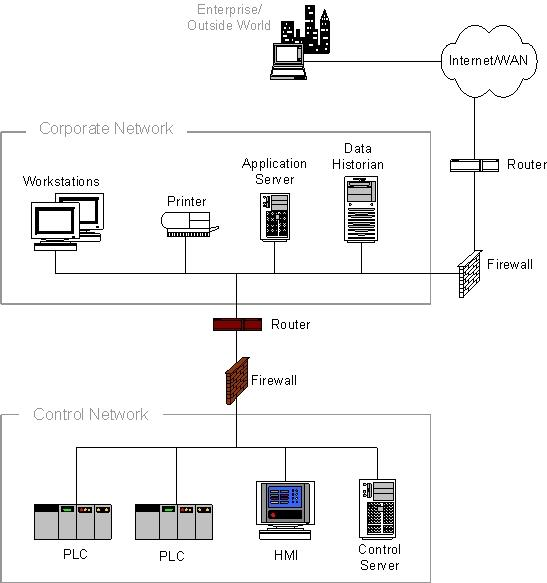 Enterprise/
Outside World
Internet/WAN
Corporate Network
Router
Workstations
Printer
Application
Server
Data
Historian
Firewall
Router
Firewall
Control Network
PLC
PLC
HMI
Control
Server